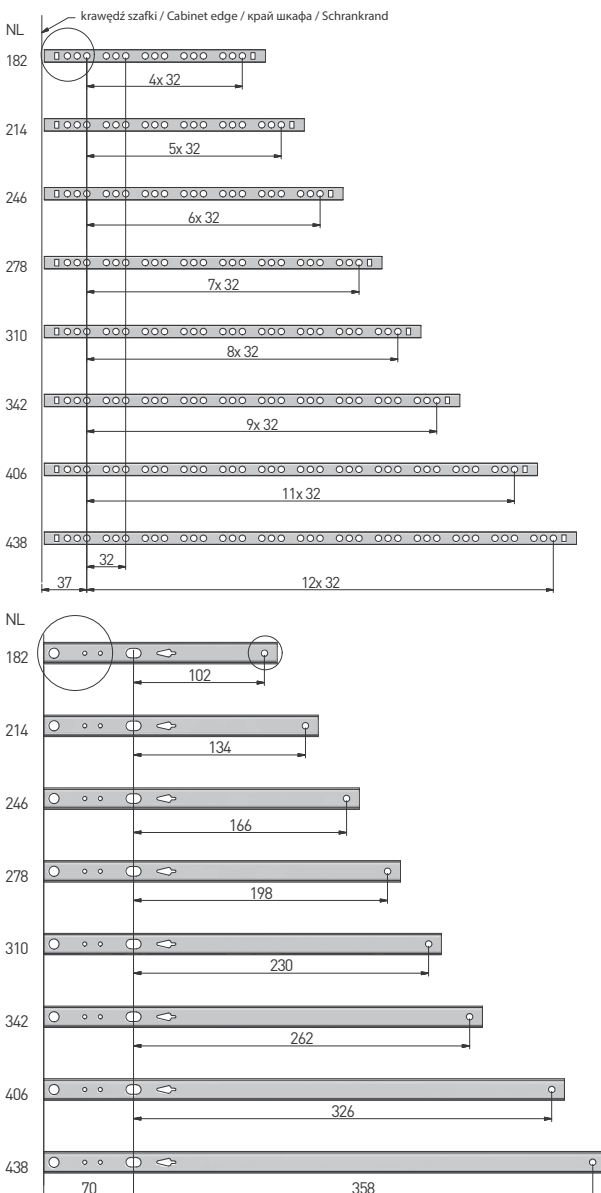 krawędź szafki / Cabinet edge / край шкафа / Schrankrand
NL
182
4x 32
214
5x 32
246
6x 32
278
7x 32
310
8x 32
342
9x 32
406
11x 32
438
32
37
12x 32
NL
182
102
214
134
246
166
278
198
310
230
342
262
406
326
438
70
358